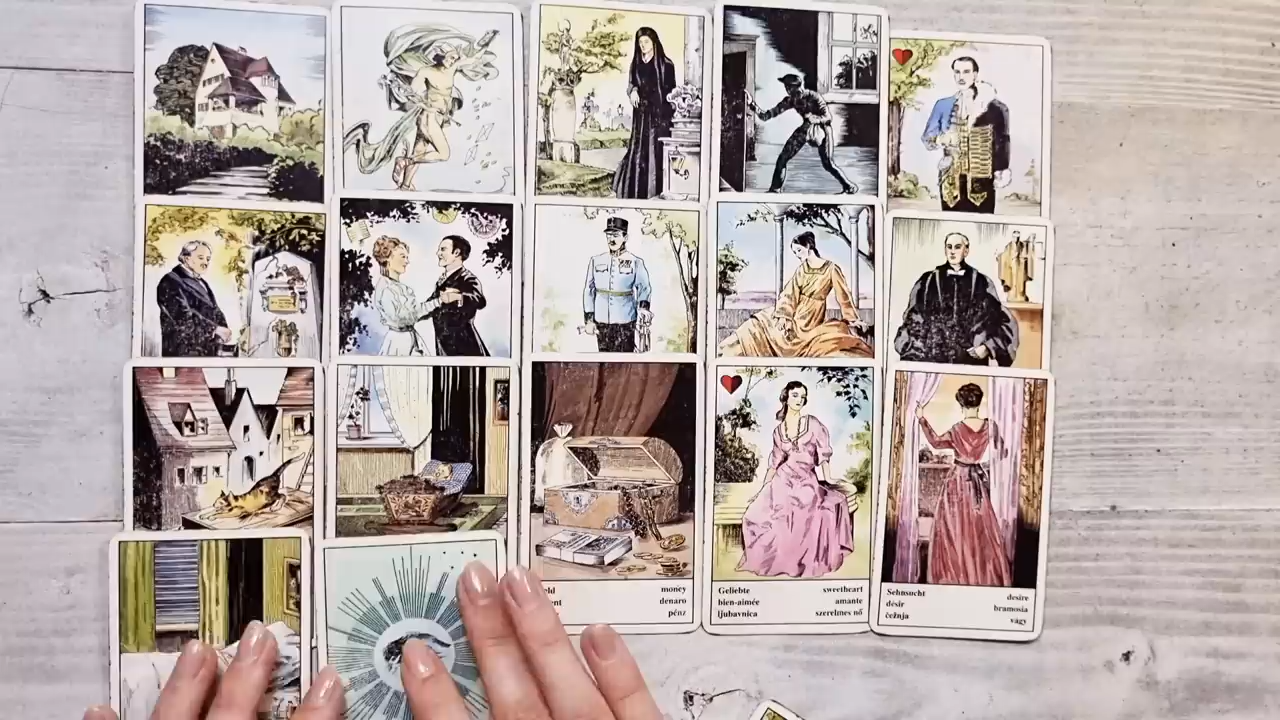 money
denaro
pénz
Geliebte sweetheart
bien-aimée amante
ljubavnica szerelmes nő
Sehnsucht desire
désir bramosia
čežnja vágy